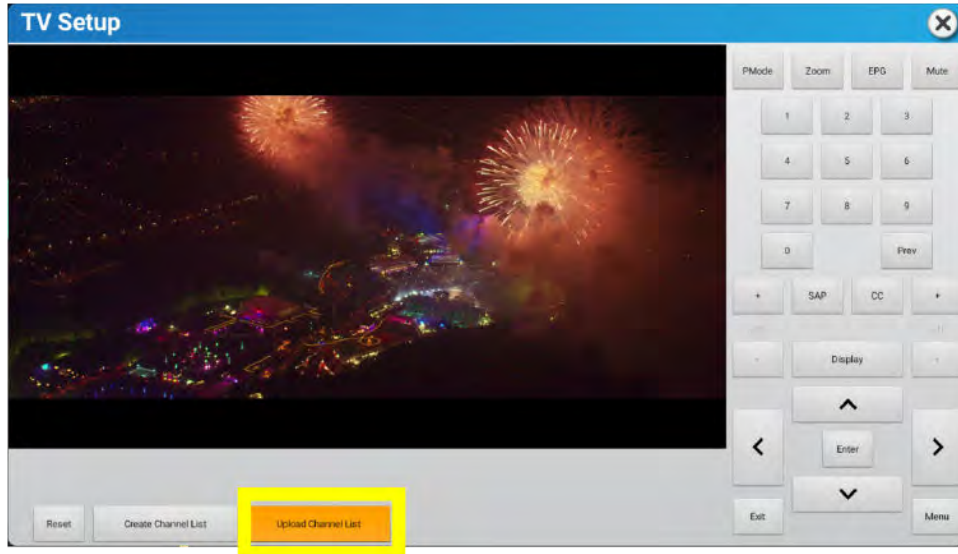 TV Setup
PMode Zoom EPG Mute
1 2 3
4 5 6
7 8 9
0 Prev
+ SAP CC +
- Display -
Enter
Exit Menu
Reset Create Channel List Upload Channel List